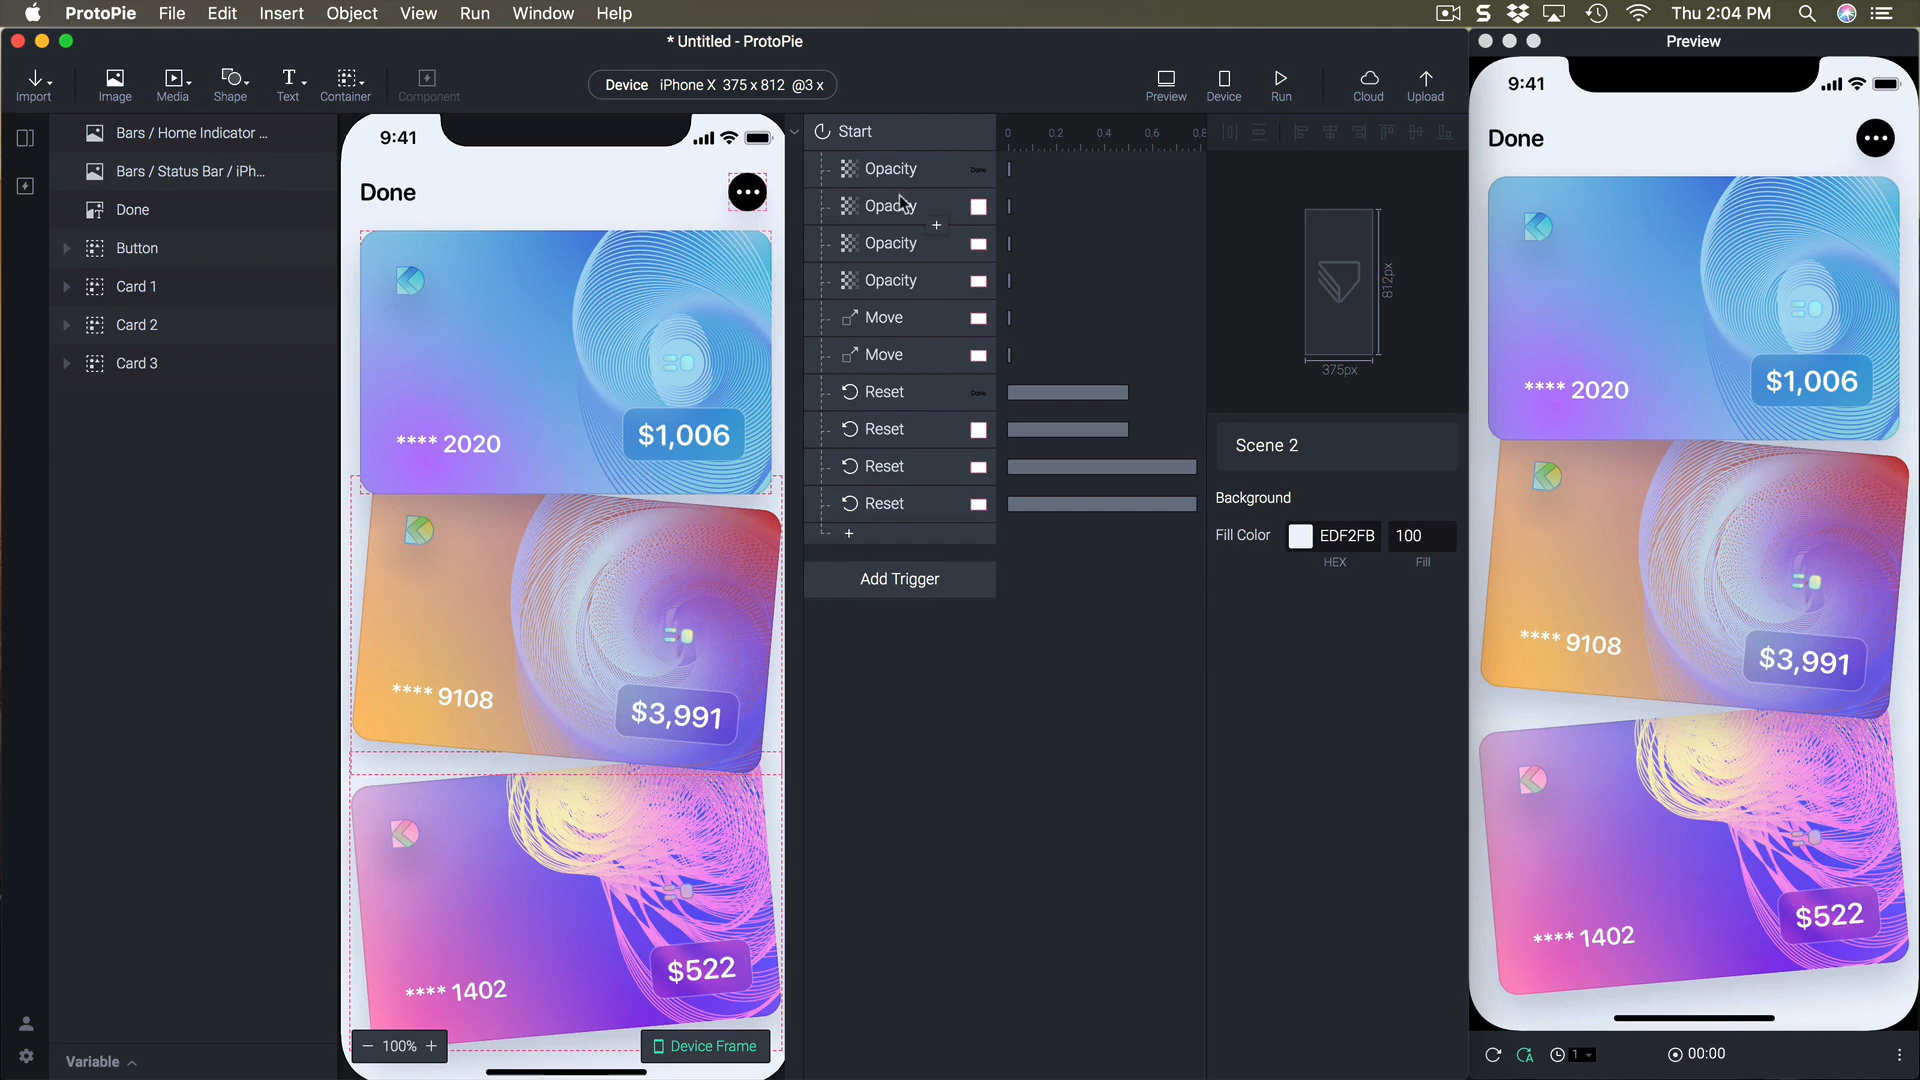 ProtoPie File Edit Insert Object View Run Window Help
Thu 2:04 PM
* Untitled - ProtoPie
Preview
Import
Image
Media
Shape
Text
Container
Component
Device iPhone X 375 x 812 @3 x
Preview
Device
Run
Cloud
Upload
Bars / Home Indicator ...
Bars / Status Bar / iPh...
Done
Button
Card 1
Card 2
Card 3
Variable
9:41
Done
**** 2020
$1,006
**** 9108
$3,991
**** 1402
$522
100%
Device Frame
Start
0 0.2 0.4 0.6 0.8
Opacity Done
Opacity
Opacity
Opacity
Move
Move
Reset Done
Reset
Reset
Reset
+
Add Trigger
812px
375px
Scene 2
Background
Fill Color EDF2FB 100
HEX Fill
9:41
Done
**** 2020
$1,006
**** 9108
$3,991
**** 1402
$522
1
00:00